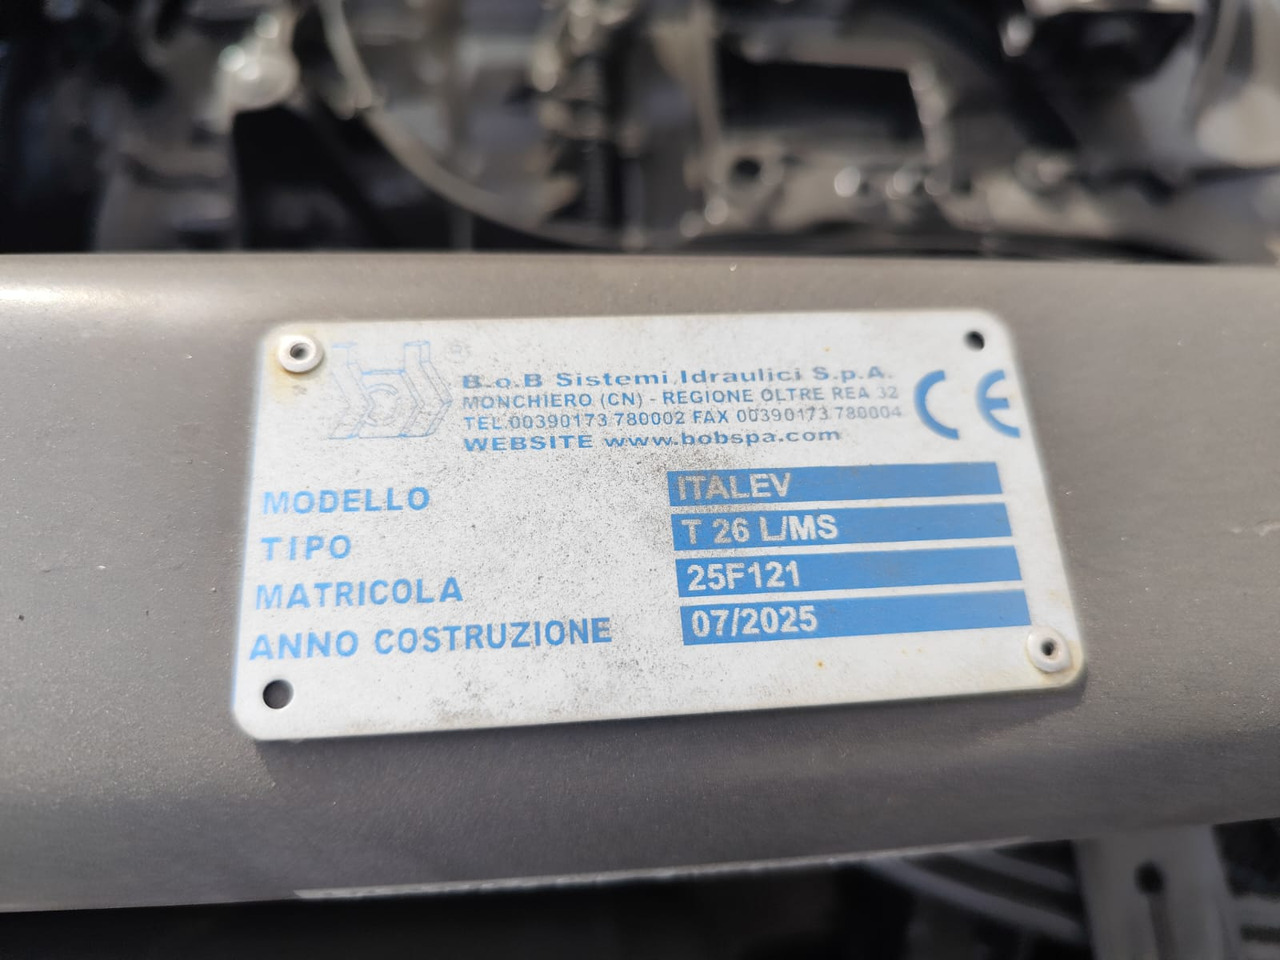 B.o.B Sistemi Idraulici S.p.A.
MONCHIERO (CN) - REGIONE OLTRE REA 32
TEL.00390173 780002 FAX 00390173 780004
WEBSITE www.bobspa.com
CE
MODELLO ITALEV
TIPO T 26 L/MS
MATRICOLA 25F121
ANNO COSTRUZIONE 07/2025